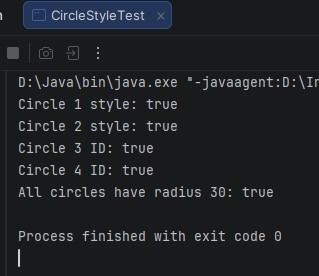 CircleStyleTest
D:\Java\bin\java.exe "-javaagent:D:\In
Circle 1 style: true
Circle 2 style: true
Circle 3 ID: true
Circle 4 ID: true
All circles have radius 30: true
Process finished with exit code 0